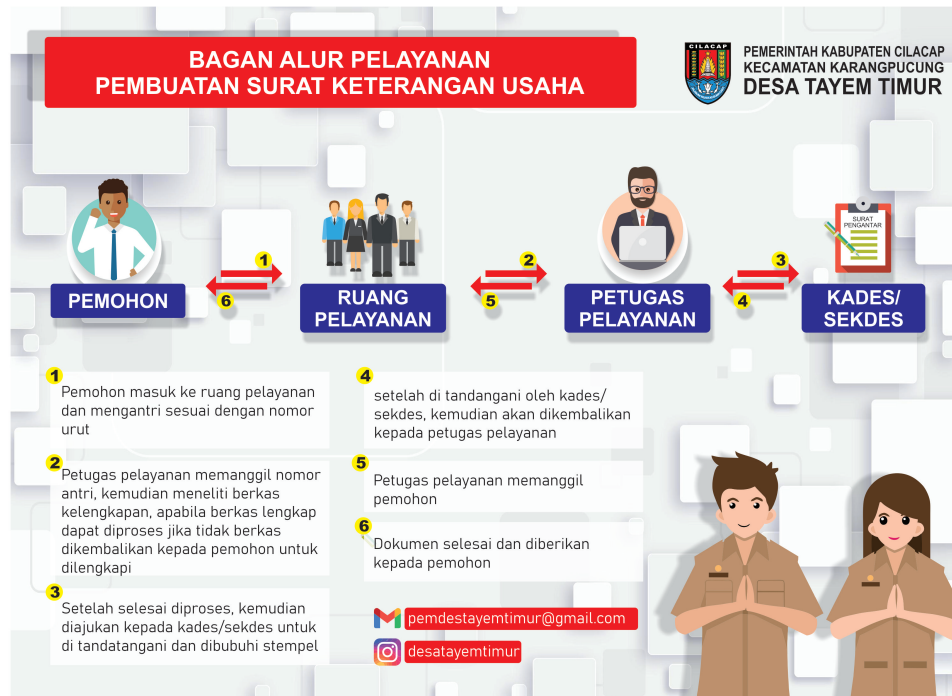 BAGAN ALUR PELAYANAN
PEMBUATAN SURAT KETERANGAN USAHA
CILACAP
PEMERINTAH KABUPATEN CILACAP
KECAMATAN KARANGPUCUNG
DESA TAYEM TIMUR
SURAT
PENGANTAR
1
6
2
5
3
4
PEMOHON
RUANG
PELAYANAN
PETUGAS
PELAYANAN
KADES/
SEKDES
1
Pemohon masuk ke ruang pelayanan
dan mengantri sesuai dengan nomor
urut
2
Petugas pelayanan memanggil nomor
antri, kemudian meneliti berkas
kelengkapan, apabila berkas lengkap
dapat diproses jika tidak berkas
dikembalikan kepada pemohon untuk
dilengkapi
3
Setelah selesai diproses, kemudian
diajukan kepada kades/sekdes untuk
di tandatangani dan dibubuhi stempel
4
setelah di tandangani oleh kades/
sekdes, kemudian akan dikembalikan
kepada petugas pelayanan
5
Petugas pelayanan memanggil
pemohon
6
Dokumen selesai dan diberikan
kepada pemohon
pemdestayemtimur@gmail.com
desatayemtimur